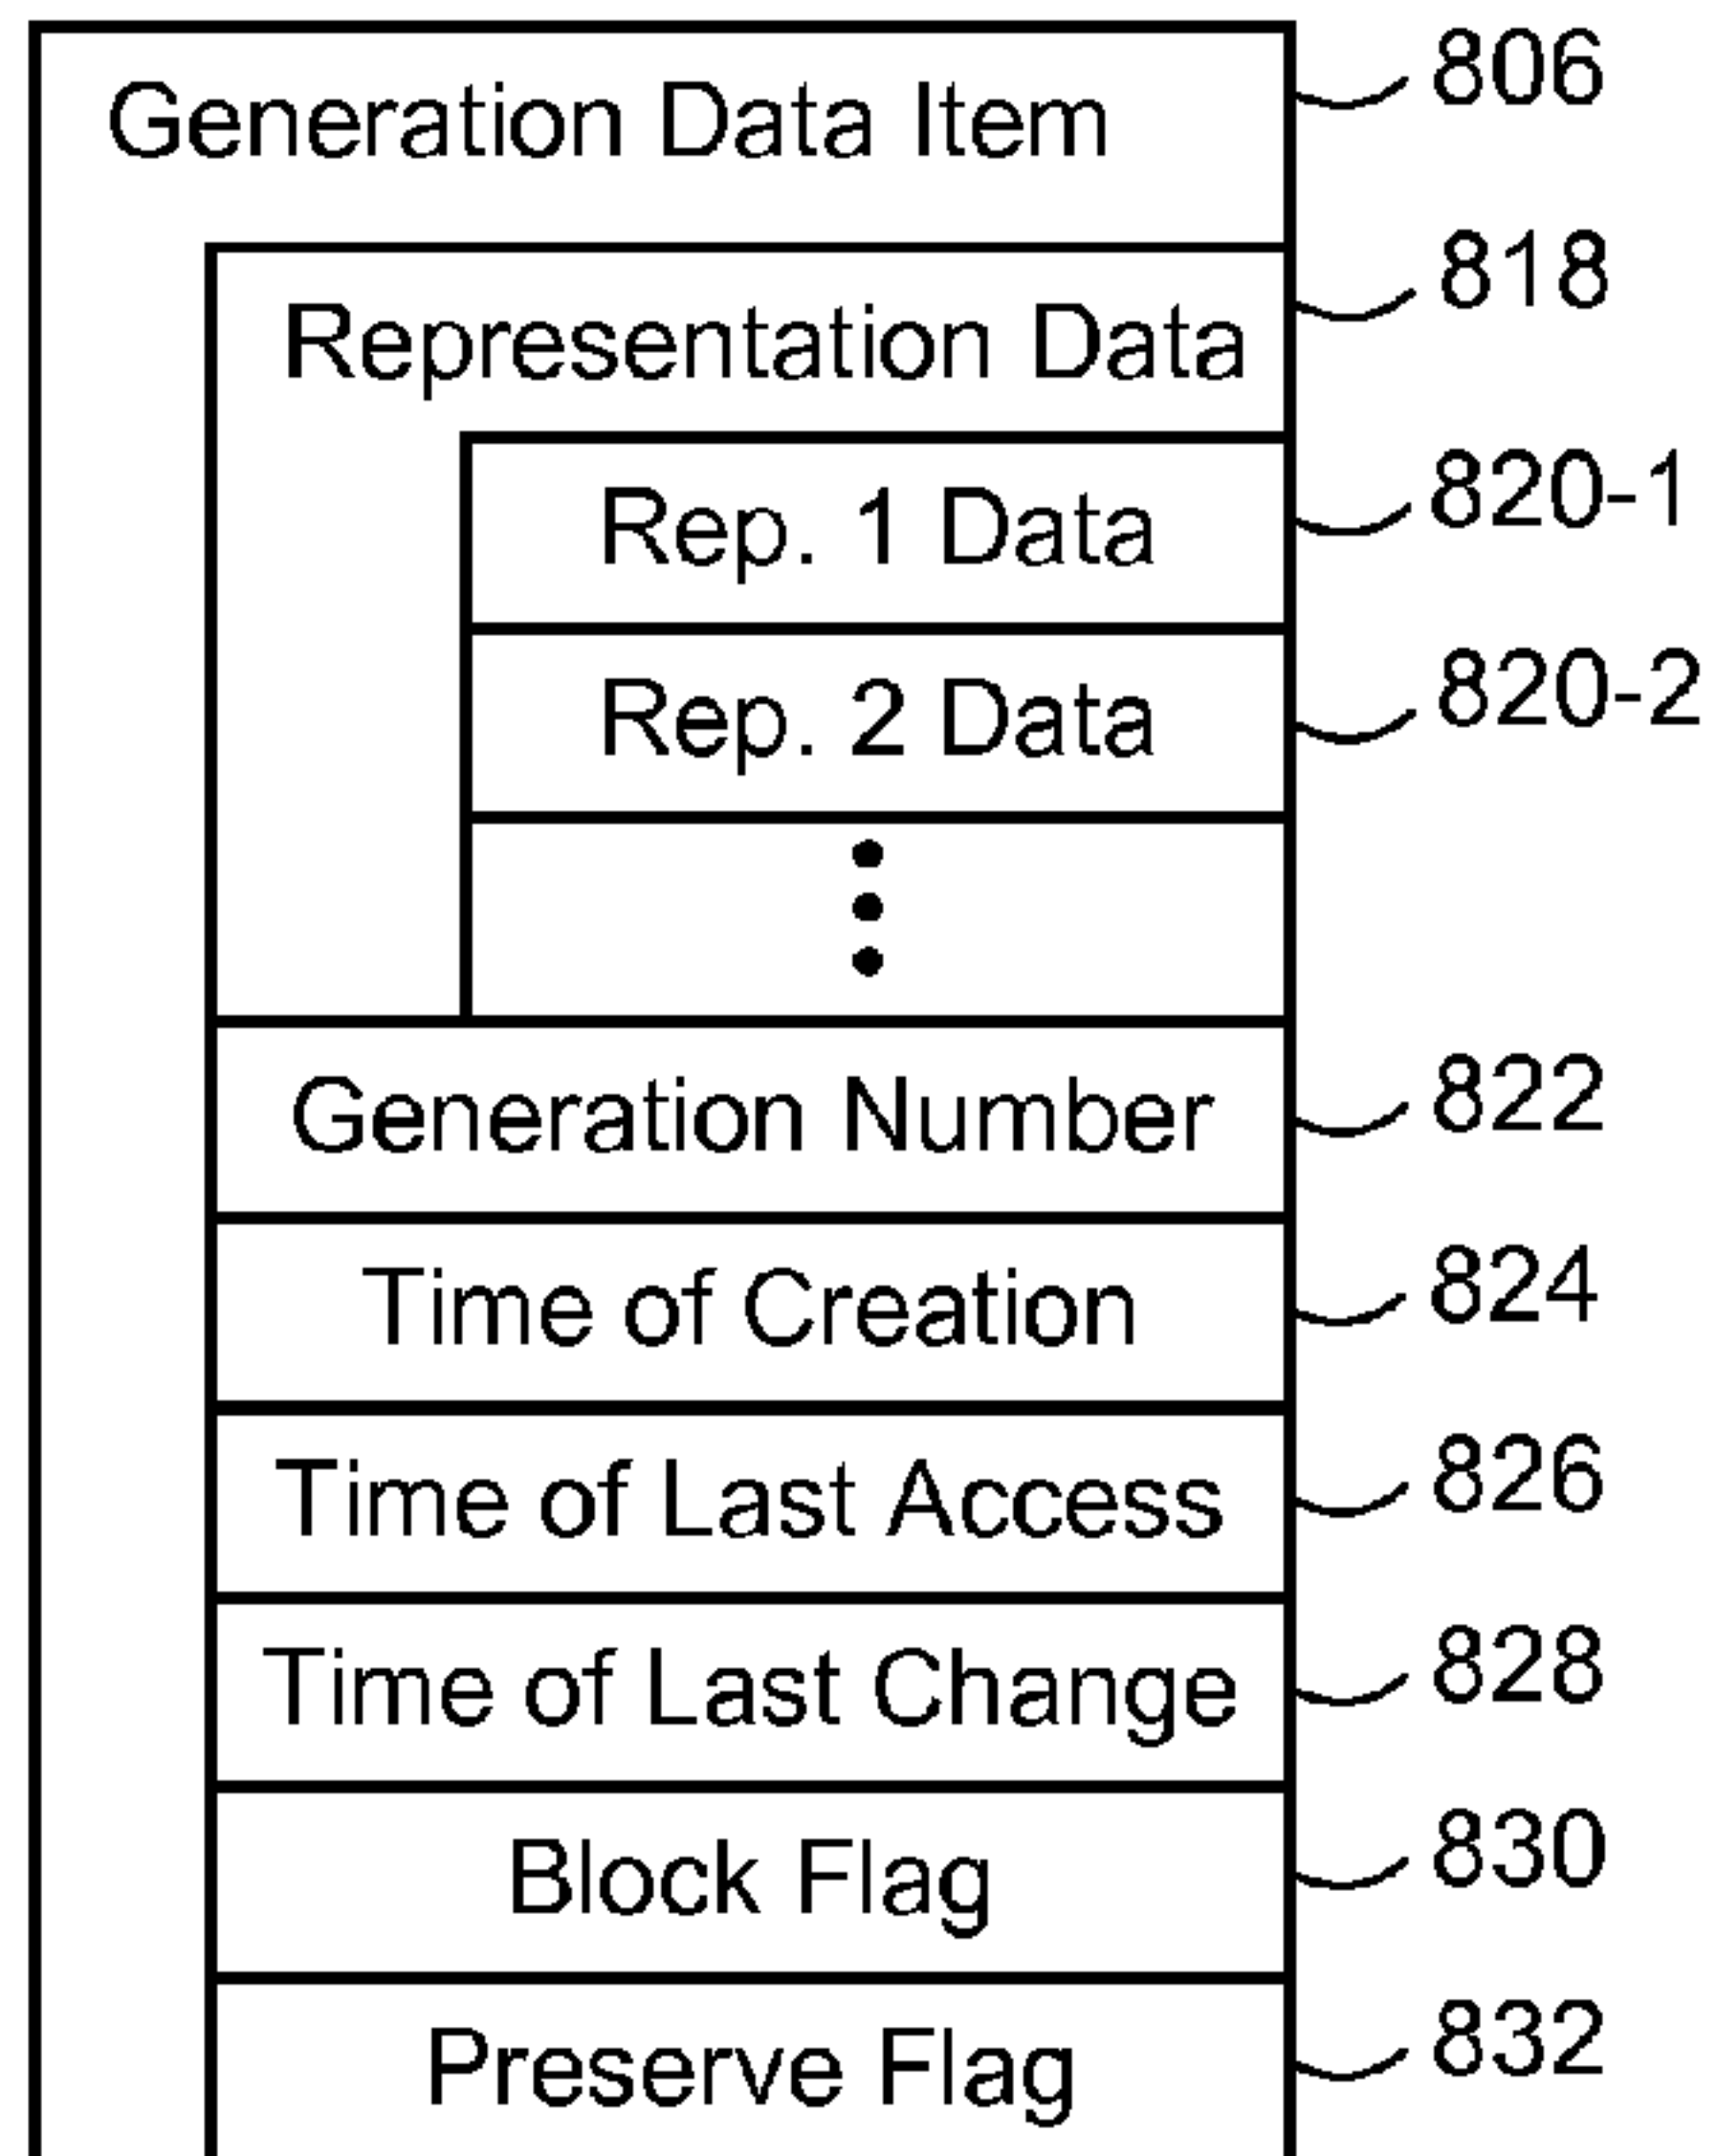 Generation Data Item 806
Representation Data 818
Rep. 1 Data 820-1
Rep. 2 Data 820-2
Generation Number 822
Time of Creation 824
Time of Last Access 826
Time of Last Change 828
Block Flag 830
Preserve Flag 832